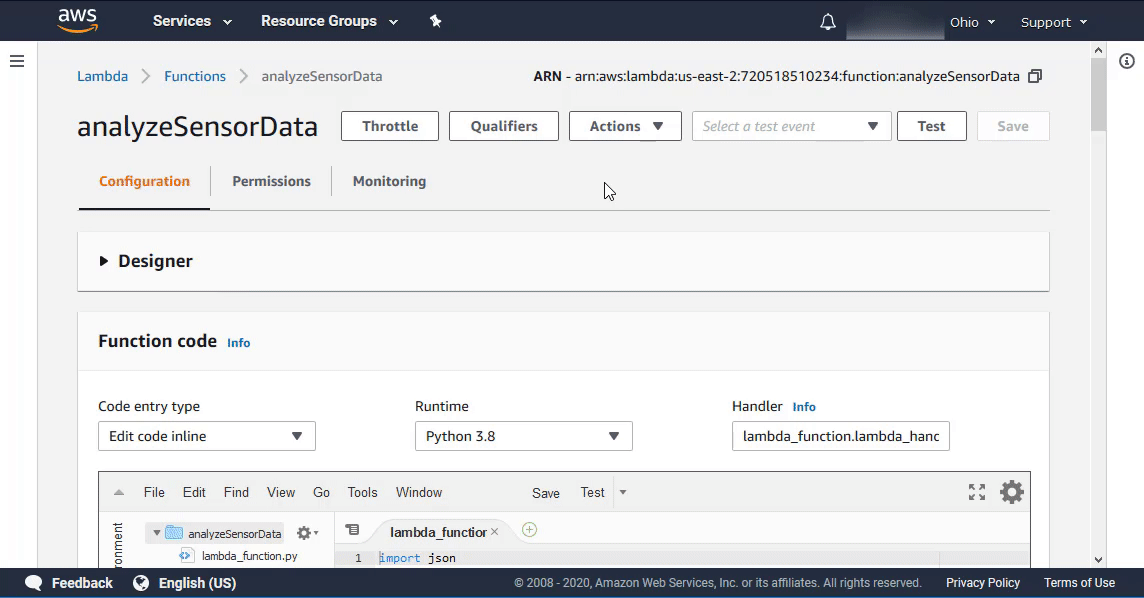 aws Services Resource Groups Ohio Support
Lambda Functions analyzeSensorData ARN - arn:aws:lambda:us-east-2:720518510234:function:analyzeSensorData
analyzeSensorData Throttle Qualifiers Actions Select a test event Test Save
Configuration Permissions Monitoring
Designer
Function code Info
Code entry type Runtime Handler Info
Edit code inline Python 3.8 lambda_function.lambda_hanc
File Edit Find View Go Tools Window Save Test
analyzeSensorData lambda_functior
lambda_function.py 1 import json
ronment
Feedback English (US) © 2008 - 2020, Amazon Web Services, Inc. or its affiliates. All rights reserved. Privacy Policy Terms of Use